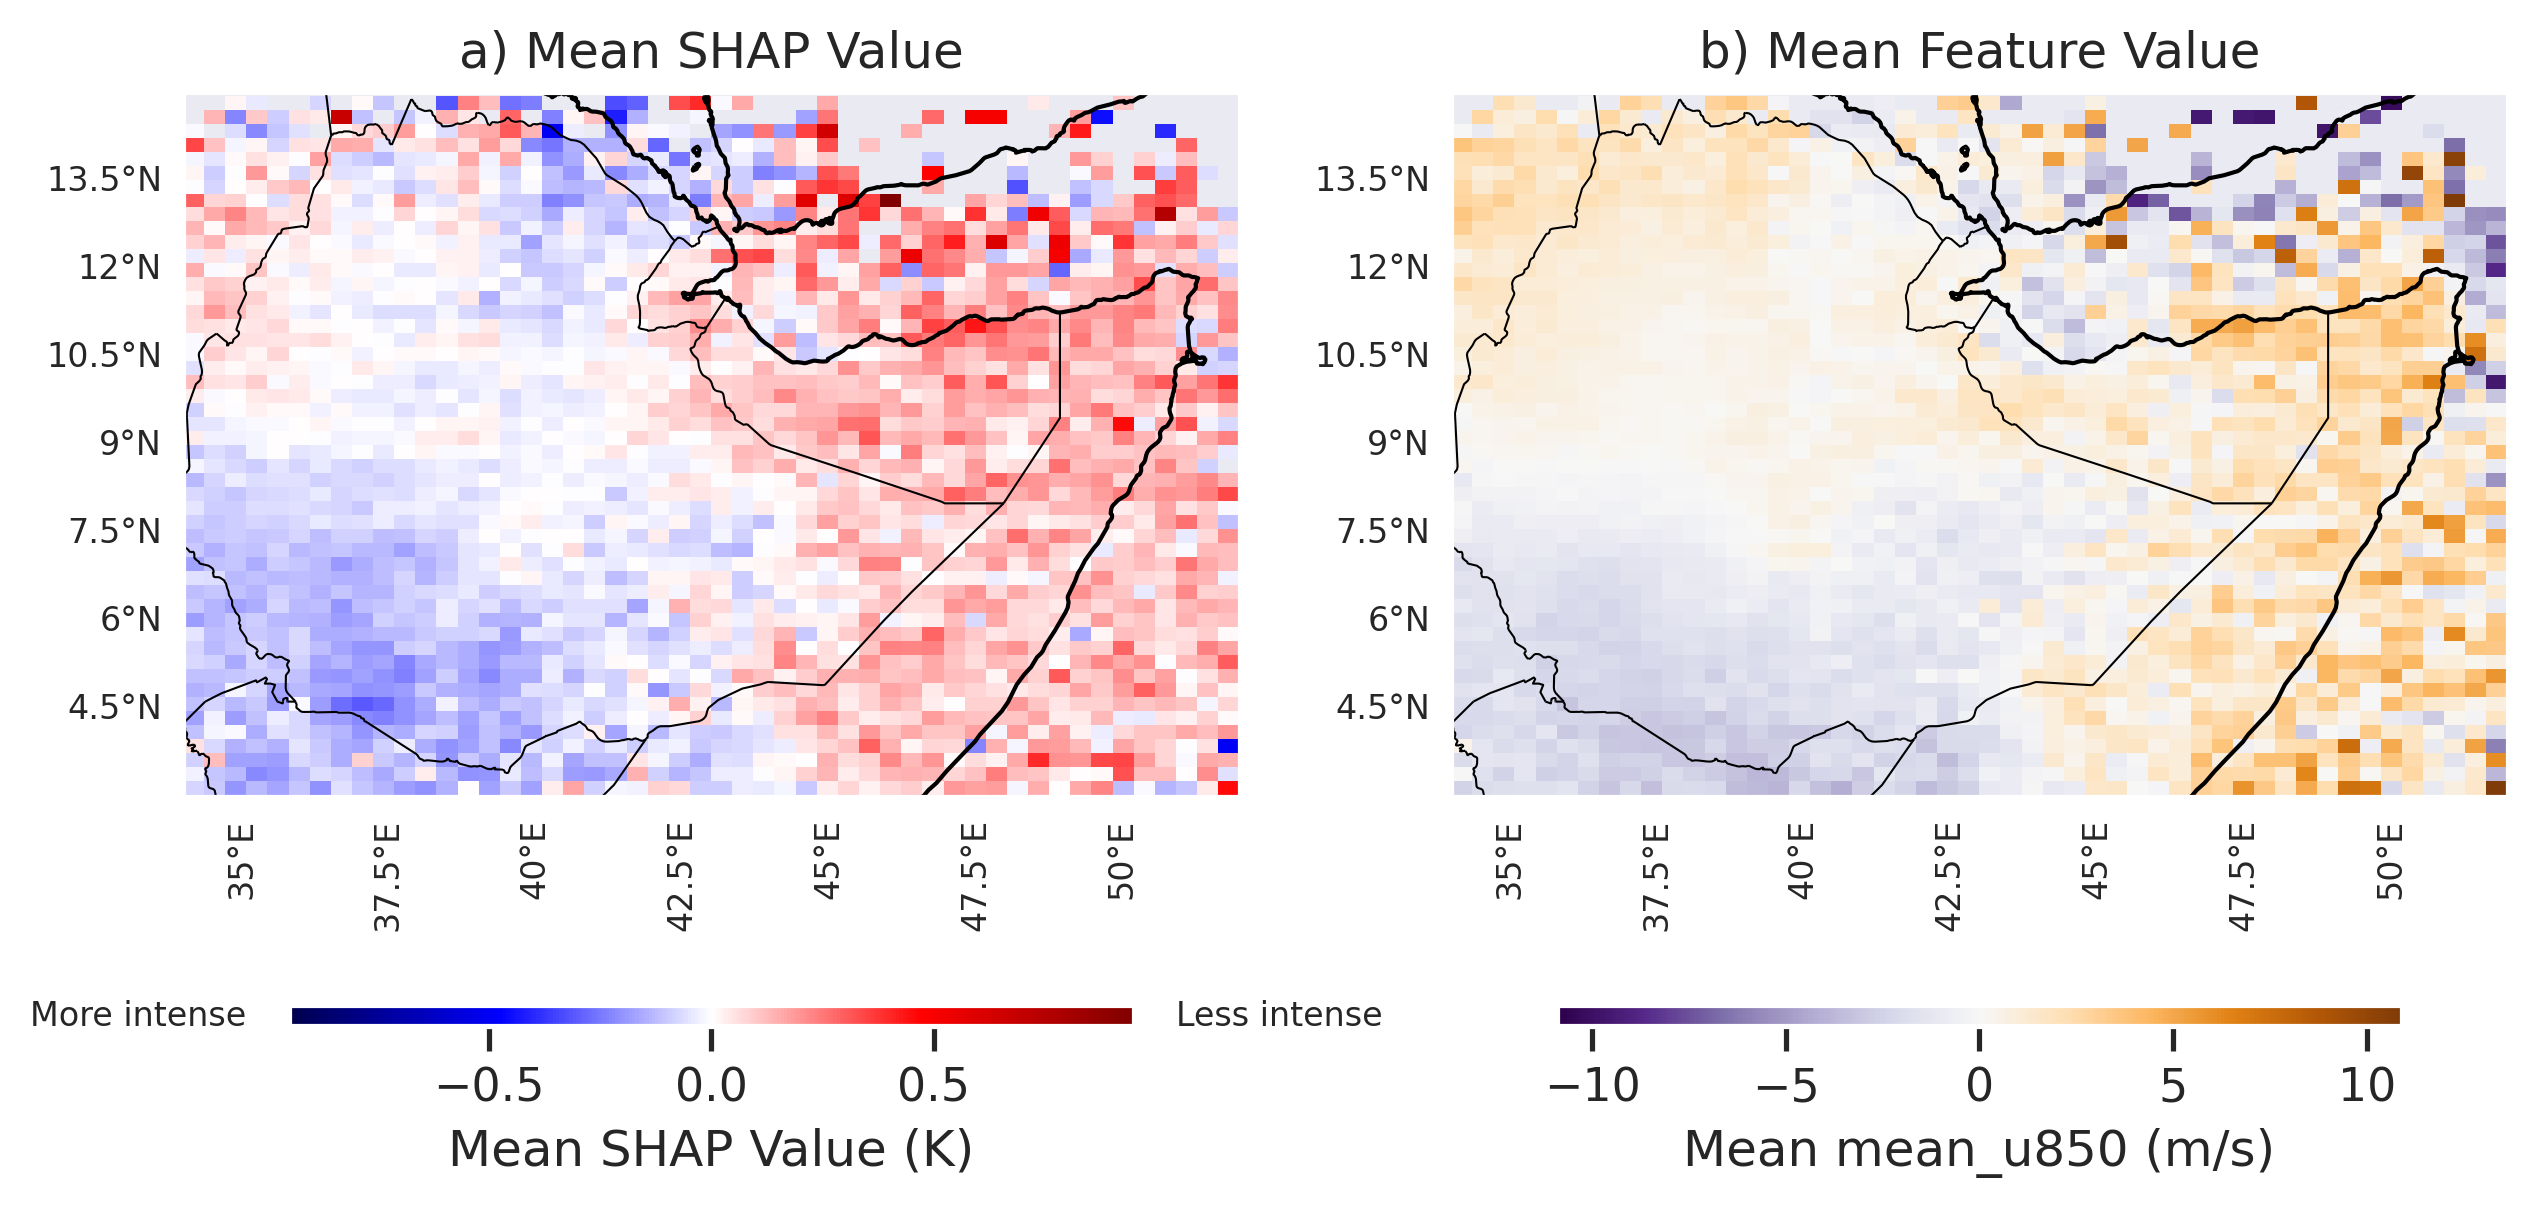 a) Mean SHAP Value
b) Mean Feature Value
13.5°N
12°N
10.5°N
9°N
7.5°N
6°N
4.5°N
13.5°N
12°N
10.5°N
9°N
7.5°N
6°N
4.5°N
35°E
37.5°E
40°E
42.5°E
45°E
47.5°E
50°E
35°E
37.5°E
40°E
42.5°E
45°E
47.5°E
50°E
More intense
Less intense
−0.5 0.0 0.5
−10 −5 0 5 10
Mean SHAP Value (K)
Mean mean_u850 (m/s)